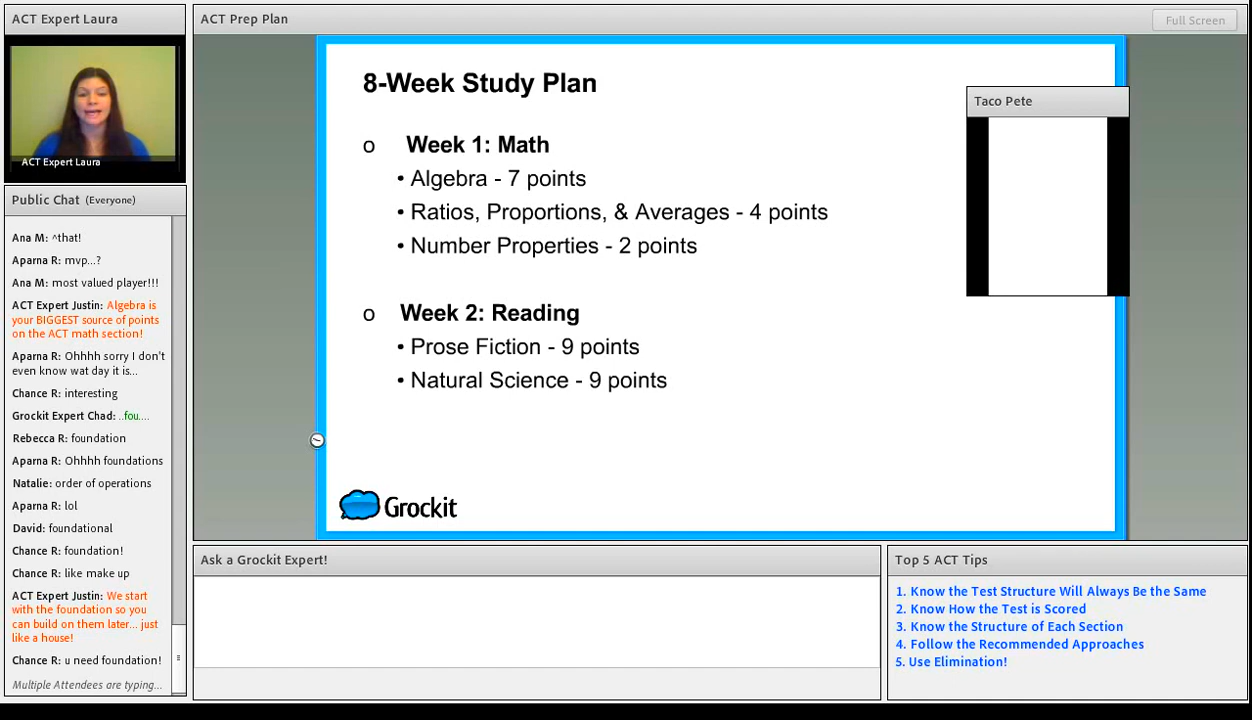 ACT Expert Laura
ACT Expert Laura
Public Chat (Everyone)
Ana M: ^that!
Aparna R: mvp...?
Ana M: most valued player!!!
ACT Expert Justin: Algebra is
your BIGGEST source of points
on the ACT math section!
Aparna R: Ohhhh sorry I don't
even know wat day it is...
Chance R: interesting
Grockit Expert Chad: ..fou....
Rebecca R: foundation
Aparna R: Ohhhh foundations
Natalie: order of operations
Aparna R: lol
David: foundational
Chance R: foundation!
Chance R: like make up
ACT Expert Justin: We start
with the foundation so you
can build on them later... just
like a house!
Chance R: u need foundation!
Multiple Attendees are typing...
ACT Prep Plan
Full Screen
8-Week Study Plan
o Week 1: Math
• Algebra - 7 points
• Ratios, Proportions, & Averages - 4 points
• Number Properties - 2 points
o Week 2: Reading
• Prose Fiction - 9 points
• Natural Science - 9 points
Grockit
Taco Pete
Ask a Grockit Expert!
Top 5 ACT Tips
1. Know the Test Structure Will Always Be the Same
2. Know How the Test is Scored
3. Know the Structure of Each Section
4. Follow the Recommended Approaches
5. Use Elimination!